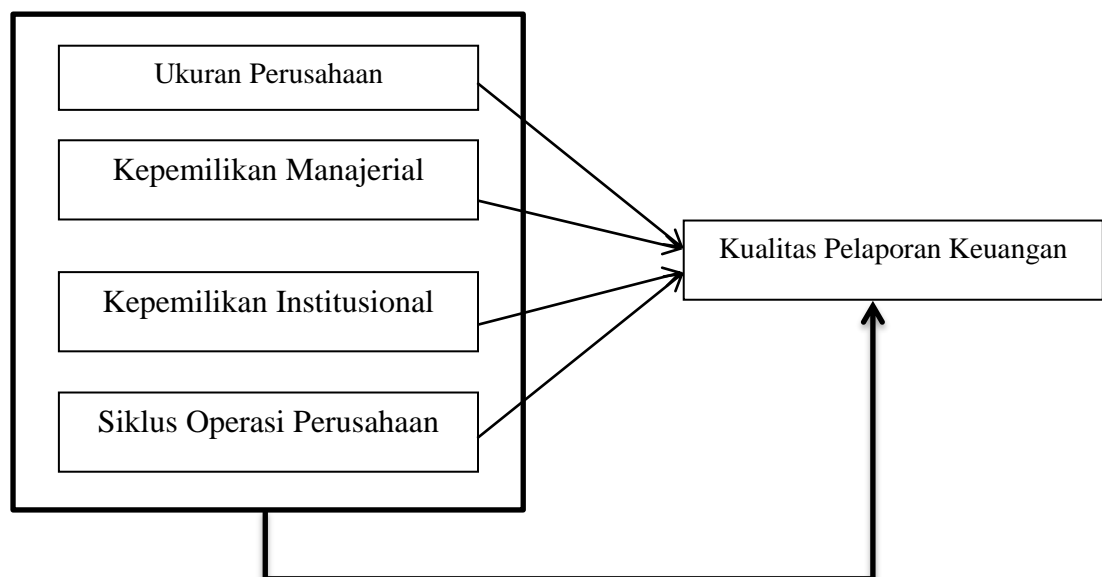 Ukuran Perusahaan
Kepemilikan Manajerial
Kualitas Pelaporan Keuangan
Kepemilikan Institusional
Siklus Operasi Perusahaan